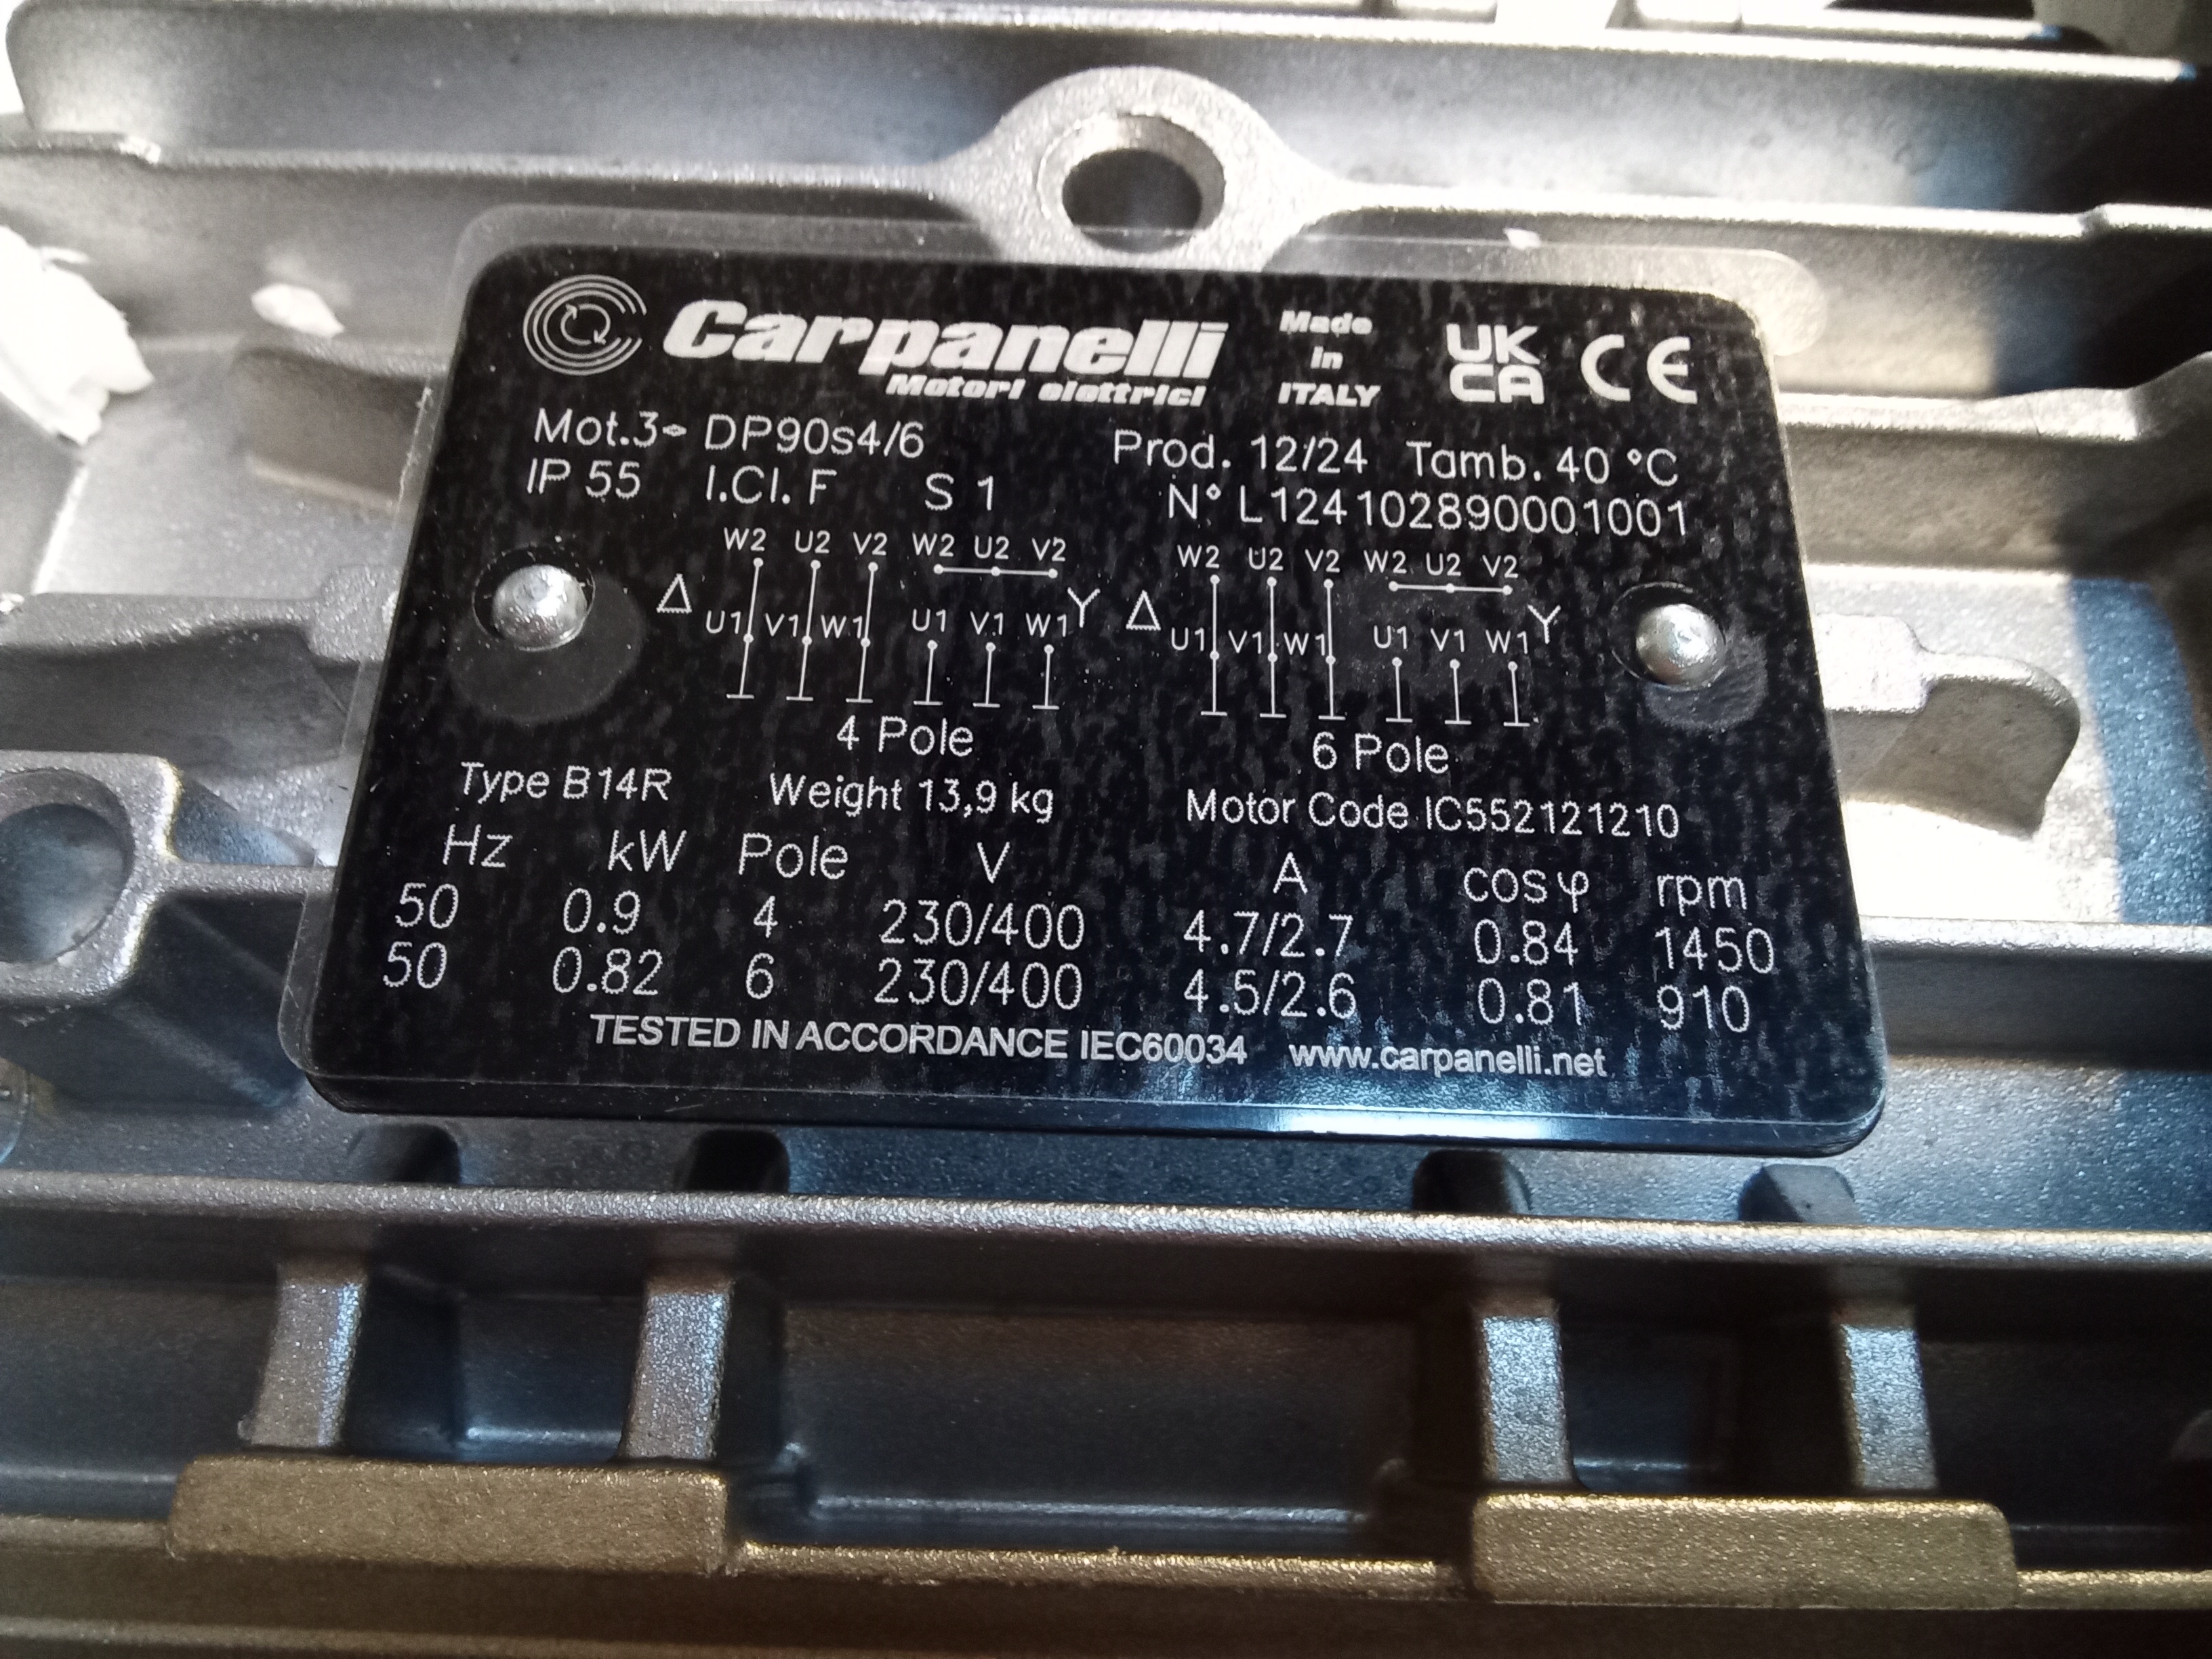 Carpanelli
Motori elettrici
Made
in
ITALY
UK
CA
CE
Mot.3~ DP90s4/6 Prod. 12/24 Tamb. 40 °C
IP 55 I.Cl. F S 1 N° L124102890001001
W2 U2 V2 W2 U2 V2 W2 U2 V2 W2 U2 V2
Δ U1 V1 W1 U1 V1 W1 Y Δ U1 V1 W1 U1 V1 W1 Y
4 Pole 6 Pole
Type B14R Weight 13,9 kg Motor Code IC552121210
Hz kW Pole V A cos φ rpm
50 0.9 4 230/400 4.7/2.7 0.84 1450
50 0.82 6 230/400 4.5/2.6 0.81 910
TESTED IN ACCORDANCE IEC60034 www.carpanelli.net